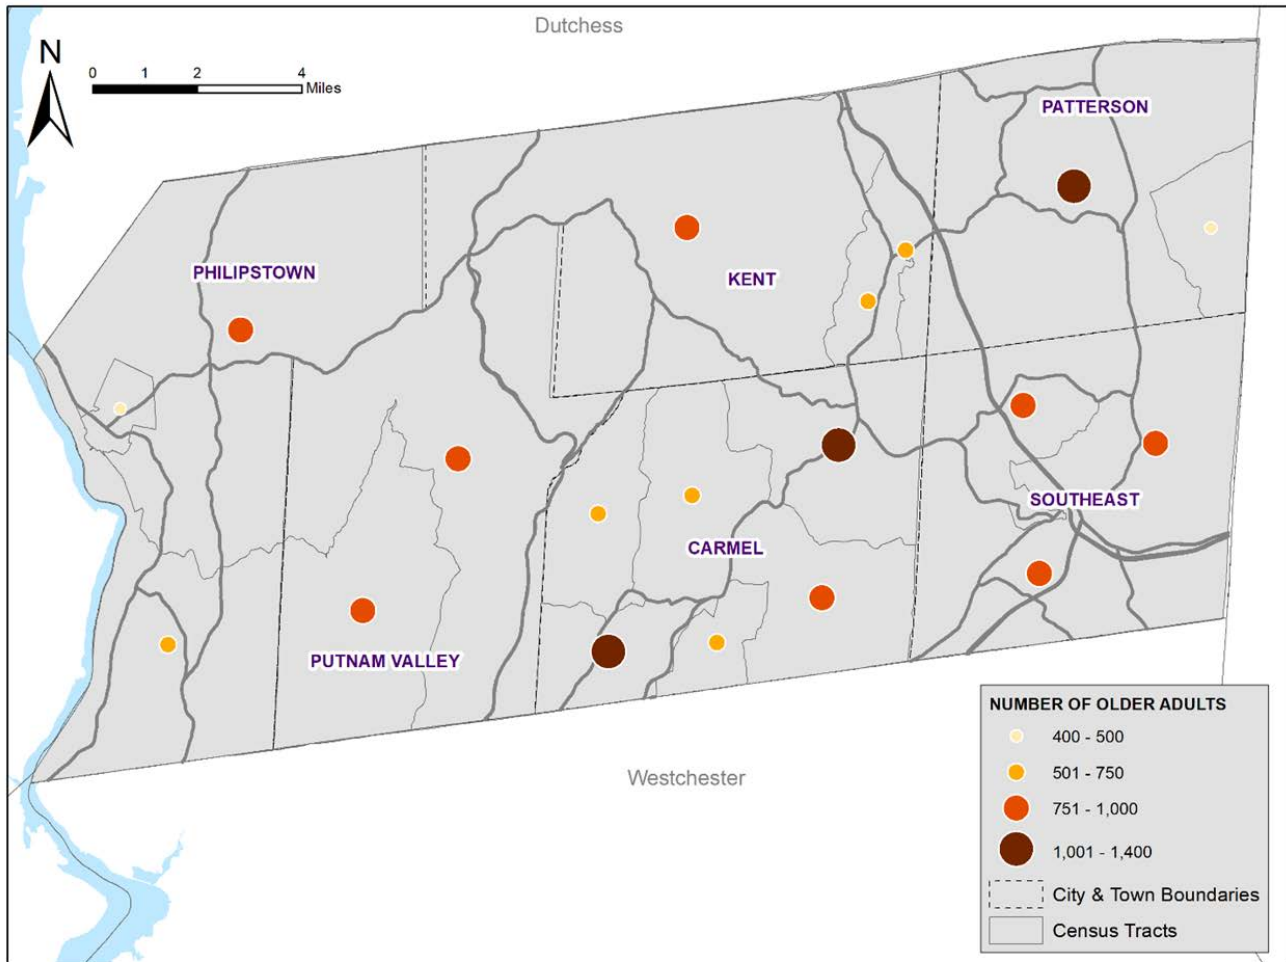 Dutchess
N
0 1 2 4
Miles
PATTERSON
PHILIPSTOWN
KENT
SOUTHEAST
CARMEL
PUTNAM VALLEY
Westchester
NUMBER OF OLDER ADULTS
400 - 500
501 - 750
751 - 1,000
1,001 - 1,400
City & Town Boundaries
Census Tracts